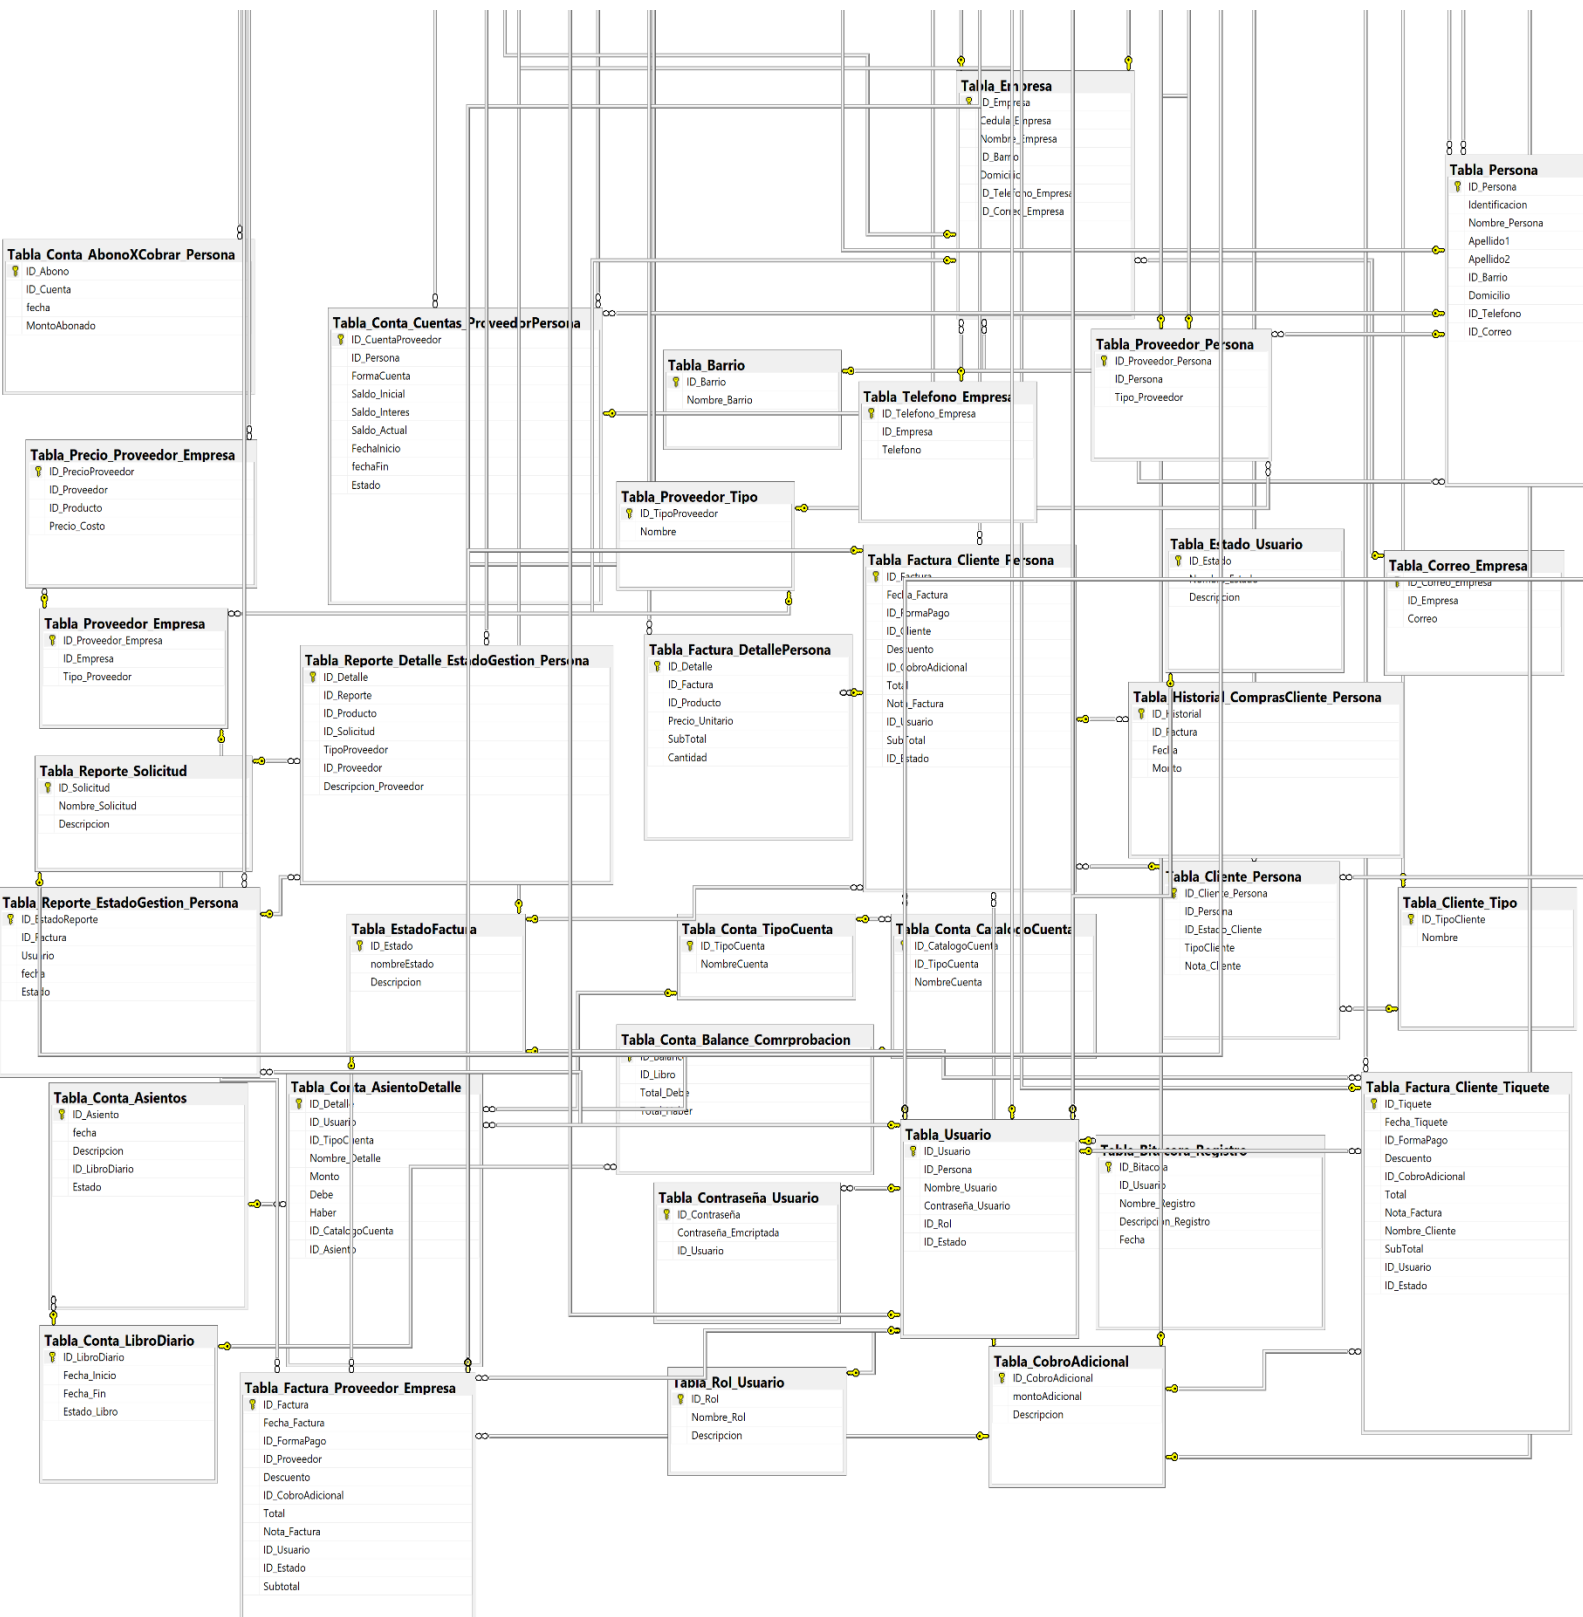 Tabla_Empresa
ID_Empresa
Cedula_Empresa
Nombre_Empresa
ID_Barrio
Domicilio
ID_Telefono_Empresa
ID_Correo_Empresa
Tabla_Persona
ID_Persona
Identificacion
Nombre_Persona
Apellido1
Apellido2
ID_Barrio
Domicilio
ID_Telefono
ID_Correo
Tabla_Conta_AbonoXCobrar_Persona
ID_Abono
ID_Cuenta
fecha
MontoAbonado
Tabla_Conta_Cuentas_ProveedorPersona
ID_CuentaProveedor
ID_Persona
FormaCuenta
Saldo_Inicial
Saldo_Interes
Saldo_Actual
FechaInicio
fechaFin
Estado
Tabla_Barrio
ID_Barrio
Nombre_Barrio
Tabla_Telefono_Empresa
ID_Telefono_Empresa
ID_Empresa
Telefono
Tabla_Proveedor_Persona
ID_Proveedor_Persona
ID_Persona
Tipo_Proveedor
Tabla_Precio_Proveedor_Empresa
ID_PrecioProveedor
ID_Proveedor
ID_Producto
Precio_Costo
Tabla_Proveedor_Tipo
ID_TipoProveedor
Nombre
Tabla_Factura_Cliente_Persona
ID_Factura
Fecha_Factura
ID_FormaPago
ID_Cliente
Descuento
ID_CobroAdicional
Total
Nota_Factura
ID_Usuario
SubTotal
ID_Estado
Tabla_Estado_Usuario
ID_Estado
Nombre_Estado
Descripcion
Tabla_Correo_Empresa
ID_Correo_Empresa
ID_Empresa
Correo
Tabla_Proveedor_Empresa
ID_Proveedor_Empresa
ID_Empresa
Tipo_Proveedor
Tabla_Reporte_Detalle_EstadoGestion_Persona
ID_Detalle
ID_Reporte
ID_Producto
ID_Solicitud
TipoProveedor
ID_Proveedor
Descripcion_Proveedor
Tabla_Factura_DetallePersona
ID_Detalle
ID_Factura
ID_Producto
Precio_Unitario
SubTotal
Cantidad
Tabla_Historial_ComprasCliente_Persona
ID_Historial
ID_Factura
Fecha
Monto
Tabla_Reporte_Solicitud
ID_Solicitud
Nombre_Solicitud
Descripcion
Tabla_Cliente_Persona
ID_Cliente_Persona
ID_Persona
ID_Estado_Cliente
TipoCliente
Nota_Cliente
Tabla_Cliente_Tipo
ID_TipoCliente
Nombre
Tabla_Reporte_EstadoGestion_Persona
ID_EstadoReporte
ID_Factura
Usuario
fecha
Estado
Tabla_EstadoFactura
ID_Estado
nombreEstado
Descripcion
Tabla_Conta_TipoCuenta
ID_TipoCuenta
NombreCuenta
Tabla_Conta_CatalogoCuenta
ID_CatalogoCuenta
ID_TipoCuenta
NombreCuenta
Tabla_Conta_Balance_Comrprobacion
ID_Balance
ID_Libro
Total_Debe
Total_Haber
Tabla_Conta_Asientos
ID_Asiento
fecha
Descripcion
ID_LibroDiario
Estado
Tabla_Conta_AsientoDetalle
ID_Detalle
ID_Usuario
ID_TipoCuenta
Nombre_Detalle
Monto
Debe
Haber
ID_CatalogoCuenta
ID_Asiento
Tabla_Contraseña_Usuario
ID_Contraseña
Contraseña_Emcriptada
ID_Usuario
Tabla_Usuario
ID_Usuario
ID_Persona
Nombre_Usuario
Contraseña_Usuario
ID_Rol
ID_Estado
Tabla_Bitacora_Registro
ID_Bitacora
ID_Usuario
Nombre_Registro
Descripcion_Registro
Fecha
Tabla_Factura_Cliente_Tiquete
ID_Tiquete
Fecha_Tiquete
ID_FormaPago
Descuento
ID_CobroAdicional
Total
Nota_Factura
Nombre_Cliente
SubTotal
ID_Usuario
ID_Estado
Tabla_Conta_LibroDiario
ID_LibroDiario
Fecha_Inicio
Fecha_Fin
Estado_Libro
Tabla_Factura_Proveedor_Empresa
ID_Factura
Fecha_Factura
ID_FormaPago
ID_Proveedor
Descuento
ID_CobroAdicional
Total
Nota_Factura
ID_Usuario
ID_Estado
Subtotal
Tabla_Rol_Usuario
ID_Rol
Nombre_Rol
Descripcion
Tabla_CobroAdicional
ID_CobroAdicional
montoAdicional
Descripcion